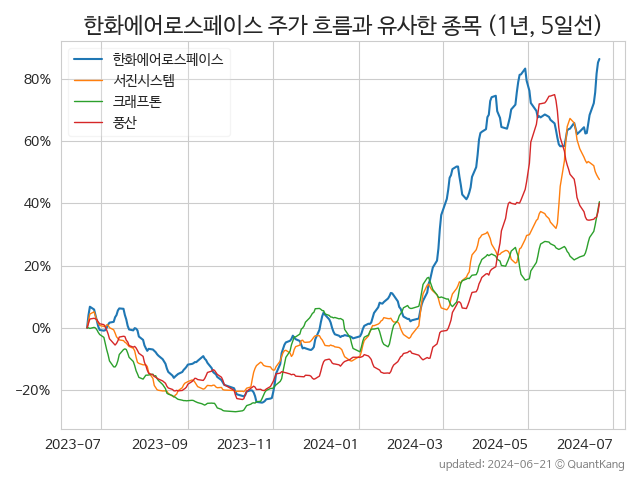 한화에어로스페이스 주가 흐름과 유사한 종목 (1년, 5일선)
한화에어로스페이스
서진시스템
크래프톤
풍산
80%
60%
40%
20%
0%
−20%
2023−07 2023−09 2023−11 2024−01 2024−03 2024−05 2024−07
updated: 2024-06-21 © QuantKang